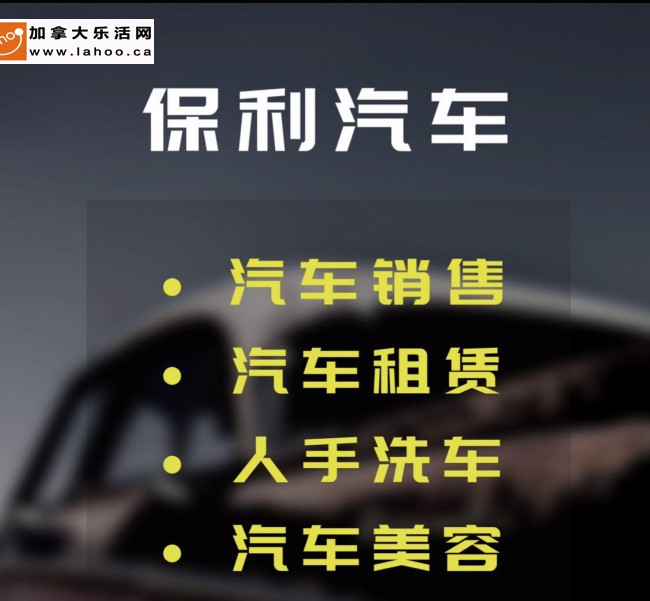 加拿大乐活网
www.lahoo.ca
保利汽车
• 汽车销售
• 汽车租赁
• 人手洗车
• 汽车美容